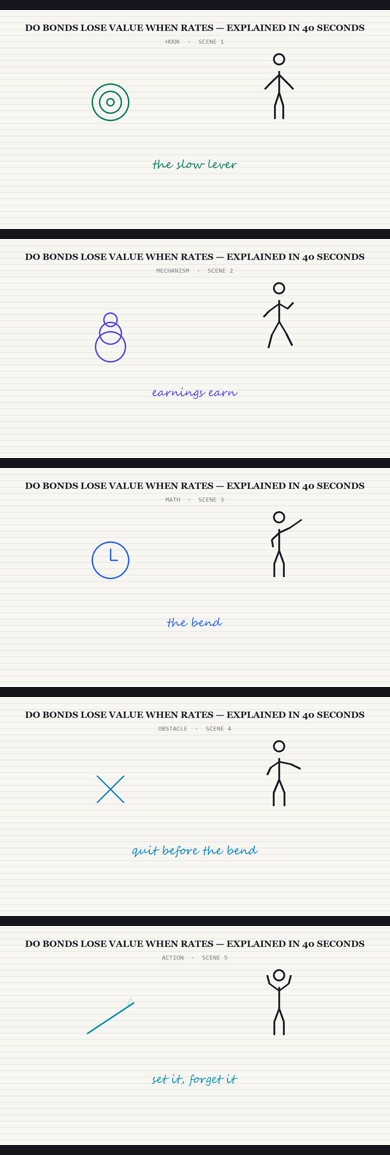 DO BONDS LOSE VALUE WHEN RATES — EXPLAINED IN 40 SECONDS
HOOK - SCENE 1
the slow lever
DO BONDS LOSE VALUE WHEN RATES — EXPLAINED IN 40 SECONDS
MECHANISM - SCENE 2
earnings earn
DO BONDS LOSE VALUE WHEN RATES — EXPLAINED IN 40 SECONDS
MATH - SCENE 3
the bend
DO BONDS LOSE VALUE WHEN RATES — EXPLAINED IN 40 SECONDS
OBSTACLE - SCENE 4
quit before the bend
DO BONDS LOSE VALUE WHEN RATES — EXPLAINED IN 40 SECONDS
ACTION - SCENE 5
set it, forget it